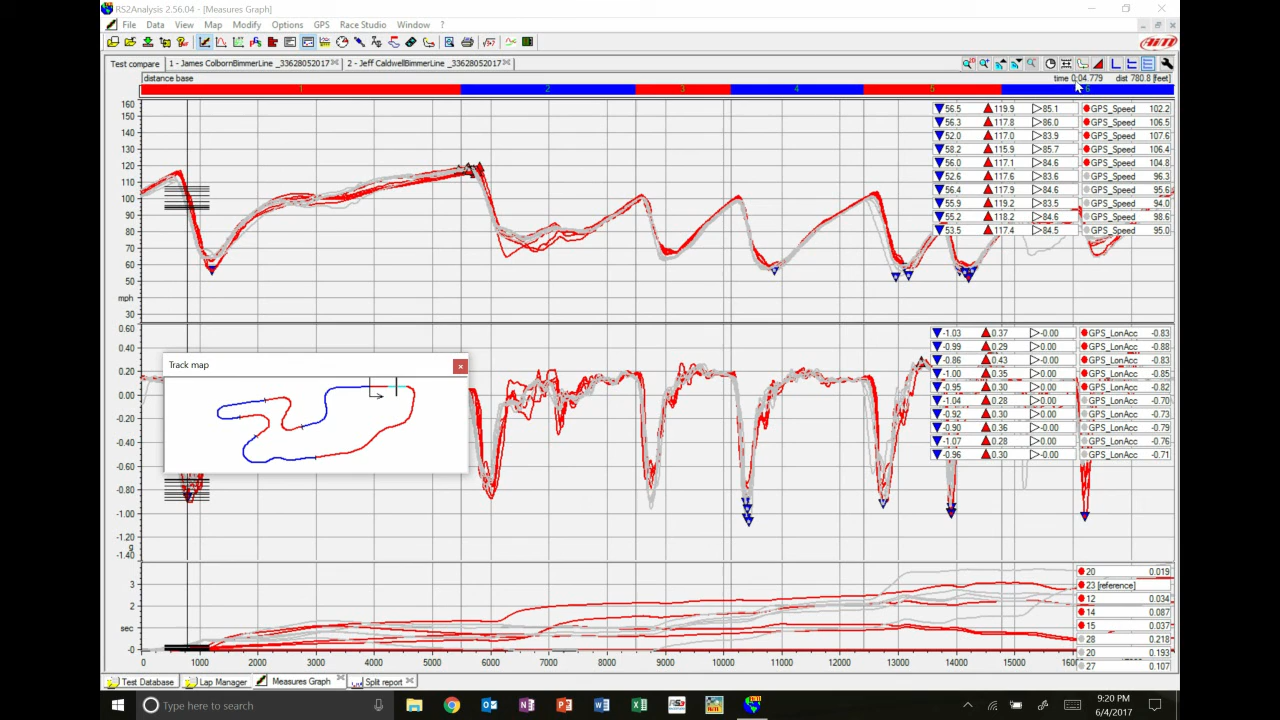 RS2Analysis 2.56.04 - [Measures Graph]
File Data View Map Modify Options GPS Race Studio Window ?
Test compare 1 - James ColbornBimmerLine _33628052017 2 - Jeff CaldwellBimmerLine _33628052017
distance base time 0:04.779 dist 780.8 [feet]
1 2 3 4 5 6
160
150
140
130
120
110
100
90
80
70
60
50
mph
30
56.5 119.9 85.1 GPS_Speed 102.2
56.3 117.8 86.0 GPS_Speed 106.5
52.0 117.0 83.9 GPS_Speed 107.6
58.2 115.9 85.7 GPS_Speed 106.4
56.0 117.1 84.6 GPS_Speed 104.8
52.6 117.6 83.6 GPS_Speed 96.3
56.4 117.9 84.6 GPS_Speed 95.6
55.9 119.2 83.5 GPS_Speed 94.0
55.2 118.2 84.6 GPS_Speed 98.6
53.5 117.4 84.5 GPS_Speed 95.0
0.60
0.40
0.20
0.00
-0.20
-0.40
-0.60
-0.80
-1.00
-1.20
g
-1.40
-1.03 0.37 -0.00 GPS_LonAcc -0.83
-0.99 0.29 -0.00 GPS_LonAcc -0.88
-0.86 0.43 -0.00 GPS_LonAcc -0.83
-1.00 0.35 0.00 GPS_LonAcc -0.85
-0.95 0.30 0.00 GPS_LonAcc -0.82
-1.04 0.28 0.00 GPS_LonAcc -0.70
-0.92 0.30 0.00 GPS_LonAcc -0.73
-0.90 0.36 0.00 GPS_LonAcc -0.79
-1.07 0.28 0.00 GPS_LonAcc -0.76
-0.96 0.30 -0.00 GPS_LonAcc -0.71
Track map
3
2
sec
-0
20 0.019
23 [reference]
12 0.034
14 0.087
15 0.037
28 0.218
20 0.193
27 0.107
0 1000 2000 3000 4000 5000 6000 7000 8000 9000 10000 11000 12000 13000 14000 15000
Test Database Lap Manager Measures Graph Split report
Type here to search
9:20 PM
6/4/2017